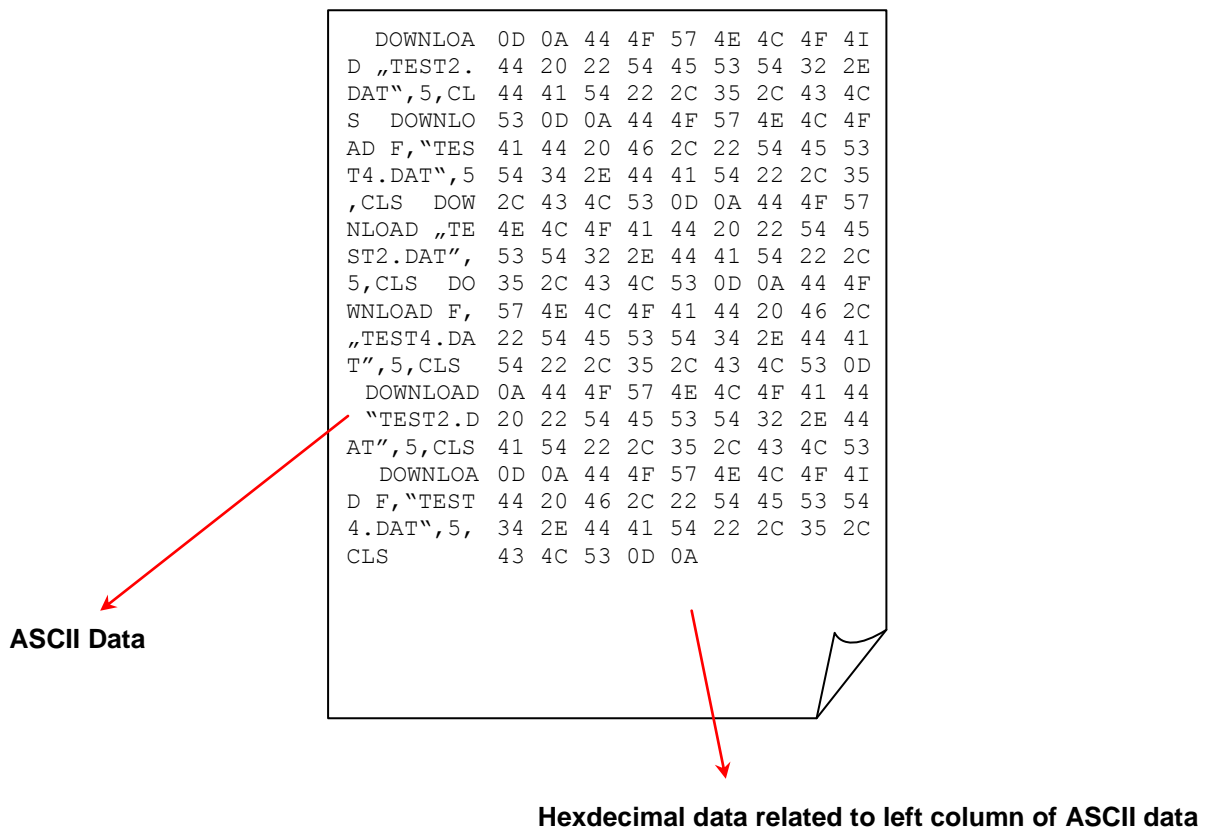 DOWNLOA 0D 0A 44 4F 57 4E 4C 4F 4I
D „TEST2. 44 20 22 54 45 53 54 32 2E
DAT‟,5,CL 44 41 54 22 2C 35 2C 43 4C
S DOWNLO 53 0D 0A 44 4F 57 4E 4C 4F
AD F,‟TES 41 44 20 46 2C 22 54 45 53
T4.DAT‟,5 54 34 2E 44 41 54 22 2C 35
,CLS DOW 2C 43 4C 53 0D 0A 44 4F 57
NLOAD „TE 4E 4C 4F 41 44 20 22 54 45
ST2.DAT”, 53 54 32 2E 44 41 54 22 2C
5,CLS DO 35 2C 43 4C 53 0D 0A 44 4F
WNLOAD F, 57 4E 4C 4F 41 44 20 46 2C
„TEST4.DA 22 54 45 53 54 34 2E 44 41
T”,5,CLS 54 22 2C 35 2C 43 4C 53 0D
DOWNLOAD 0A 44 4F 57 4E 4C 4F 41 44
‟TEST2.D 20 22 54 45 53 54 32 2E 44
AT”,5,CLS 41 54 22 2C 35 2C 43 4C 53
DOWNLOA 0D 0A 44 4F 57 4E 4C 4F 4I
D F,‟TEST 44 20 46 2C 22 54 45 53 54
4.DAT‟,5, 34 2E 44 41 54 22 2C 35 2C
CLS 43 4C 53 0D 0A
ASCII Data
Hexdecimal data related to left column of ASCII data